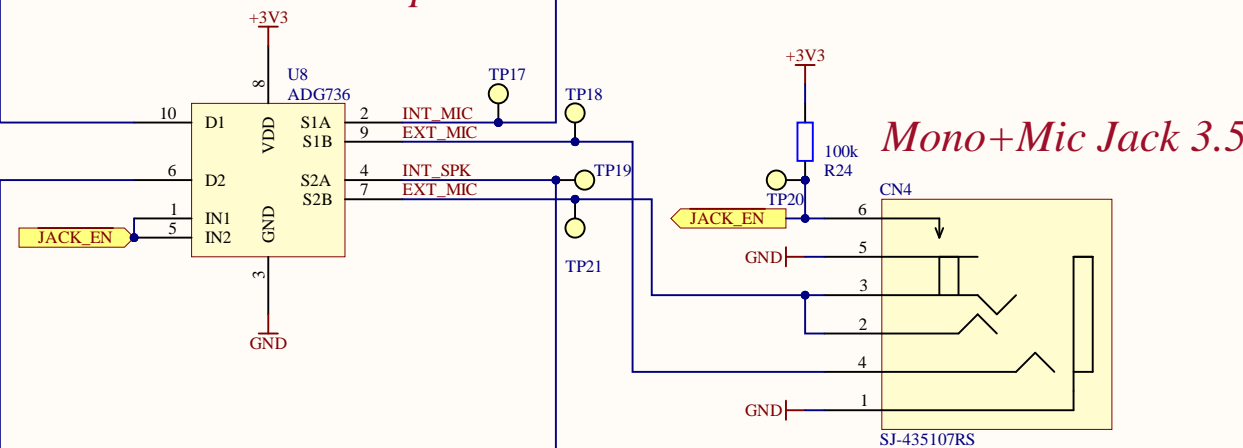 +3V3
U8
ADG736
8
VDD
10
D1
6
D2
1
IN1
5
IN2
JACK_EN
GND
3
GND
S1A
2
INT_MIC
S1B
9
EXT_MIC
S2A
4
INT_SPK
S2B
7
EXT_MIC
TP17
TP18
TP19
TP21
+3V3
100k
R24
TP20
JACK_EN
Mono+Mic Jack 3.5
CN4
6
GND
5
3
2
4
GND
1
SJ-435107RS